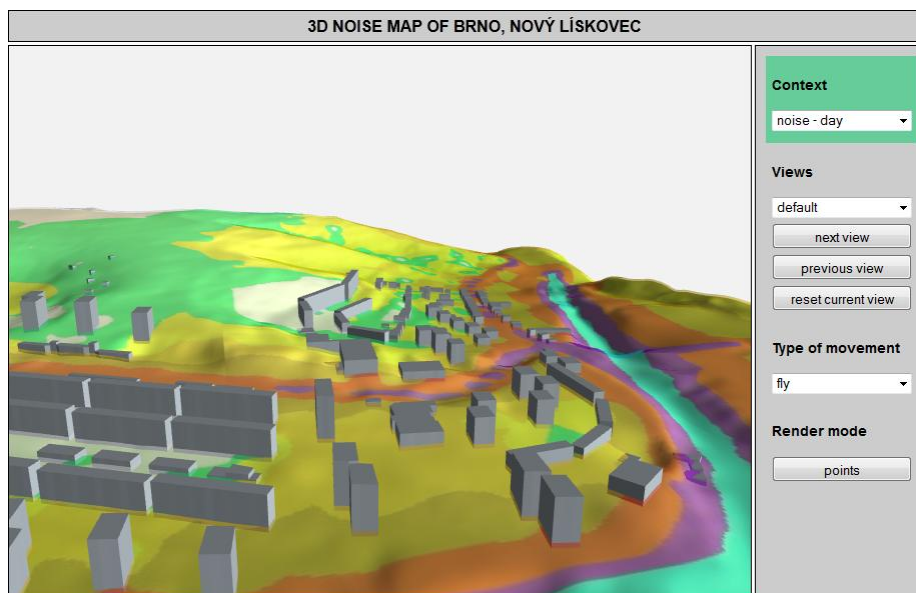 3D NOISE MAP OF BRNO, NOVÝ LÍSKOVEC
Context
noise - day
Views
default
next view
previous view
reset current view
Type of movement
fly
Render mode
points